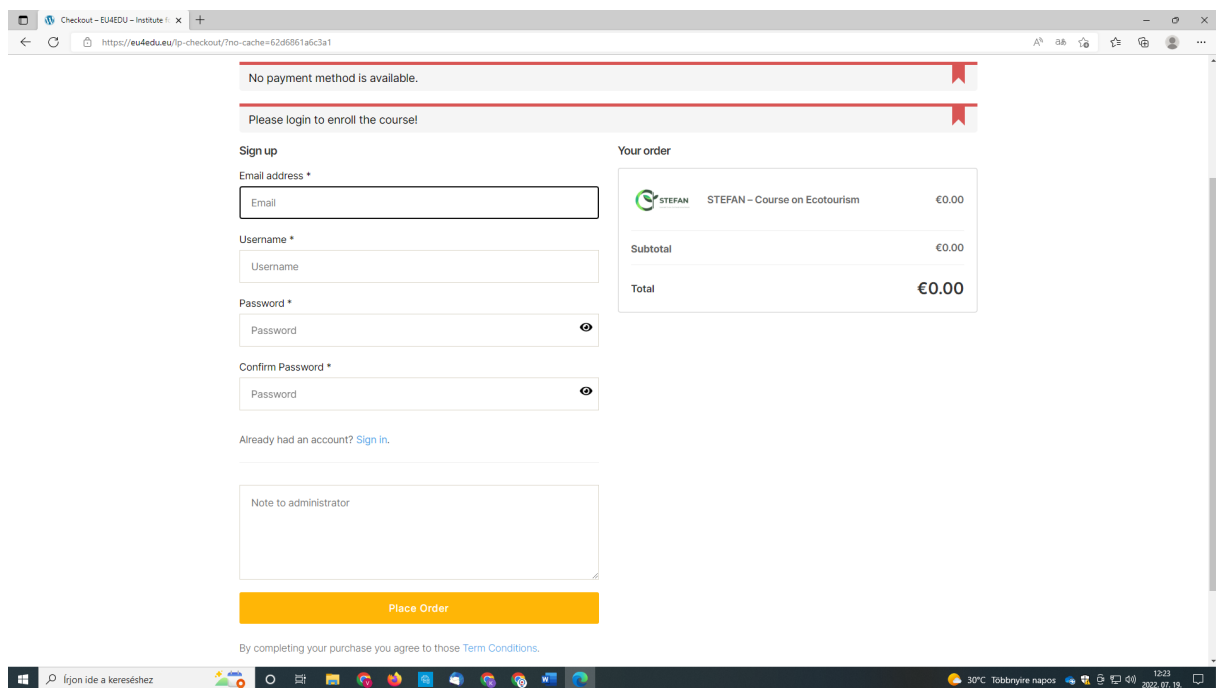 Checkout – EU4EDU – Institute f
https://eu4edu.eu/lp-checkout/?no-cache=62d6861a6c3a1
No payment method is available.
Please login to enroll the course!
Sign up
Email address *
Email
Username *
Username
Password *
Password
Confirm Password *
Password
Already had an account? Sign in.
Note to administrator
Place Order
By completing your purchase you agree to those Term Conditions.
Your order
STEFAN
STEFAN – Course on Ecotourism
€0.00
Subtotal
€0.00
Total
€0.00
Írjon ide a kereséshez
30°C Többnyire napos
12:23
2022. 07. 19.